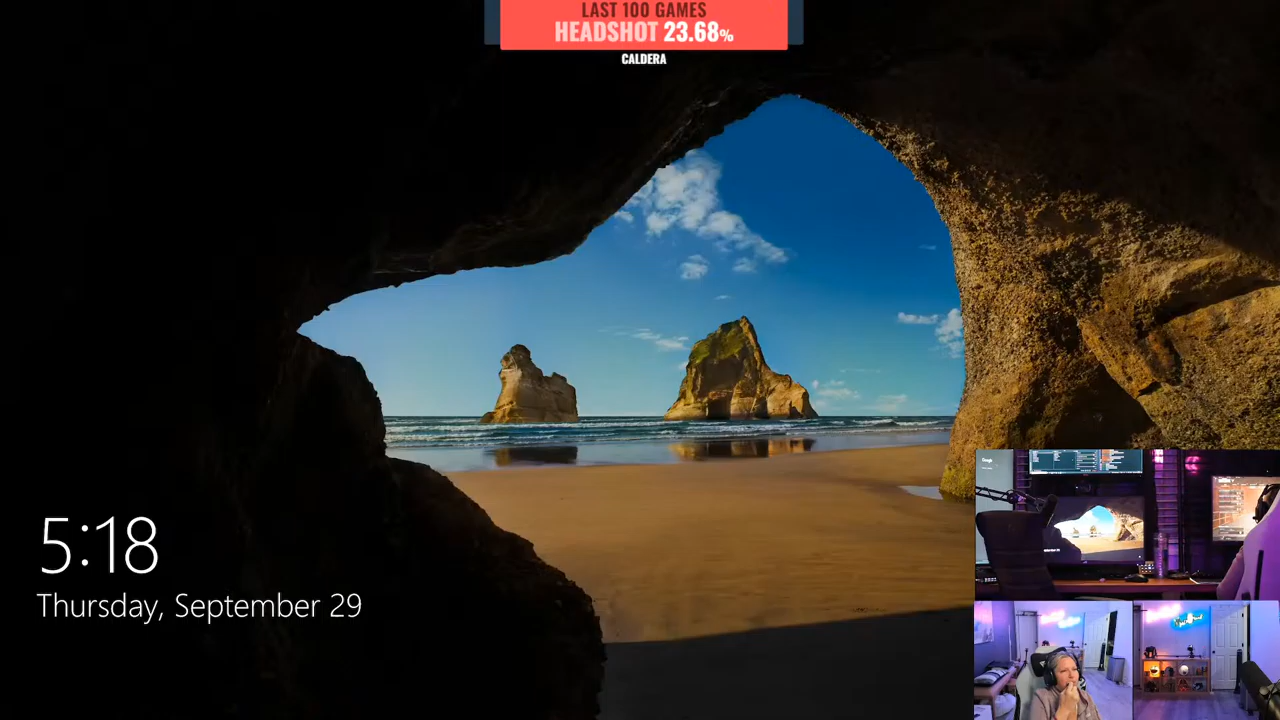 LAST 100 GAMES
HEADSHOT 23.68%
CALDERA
5:18
Thursday, September 29